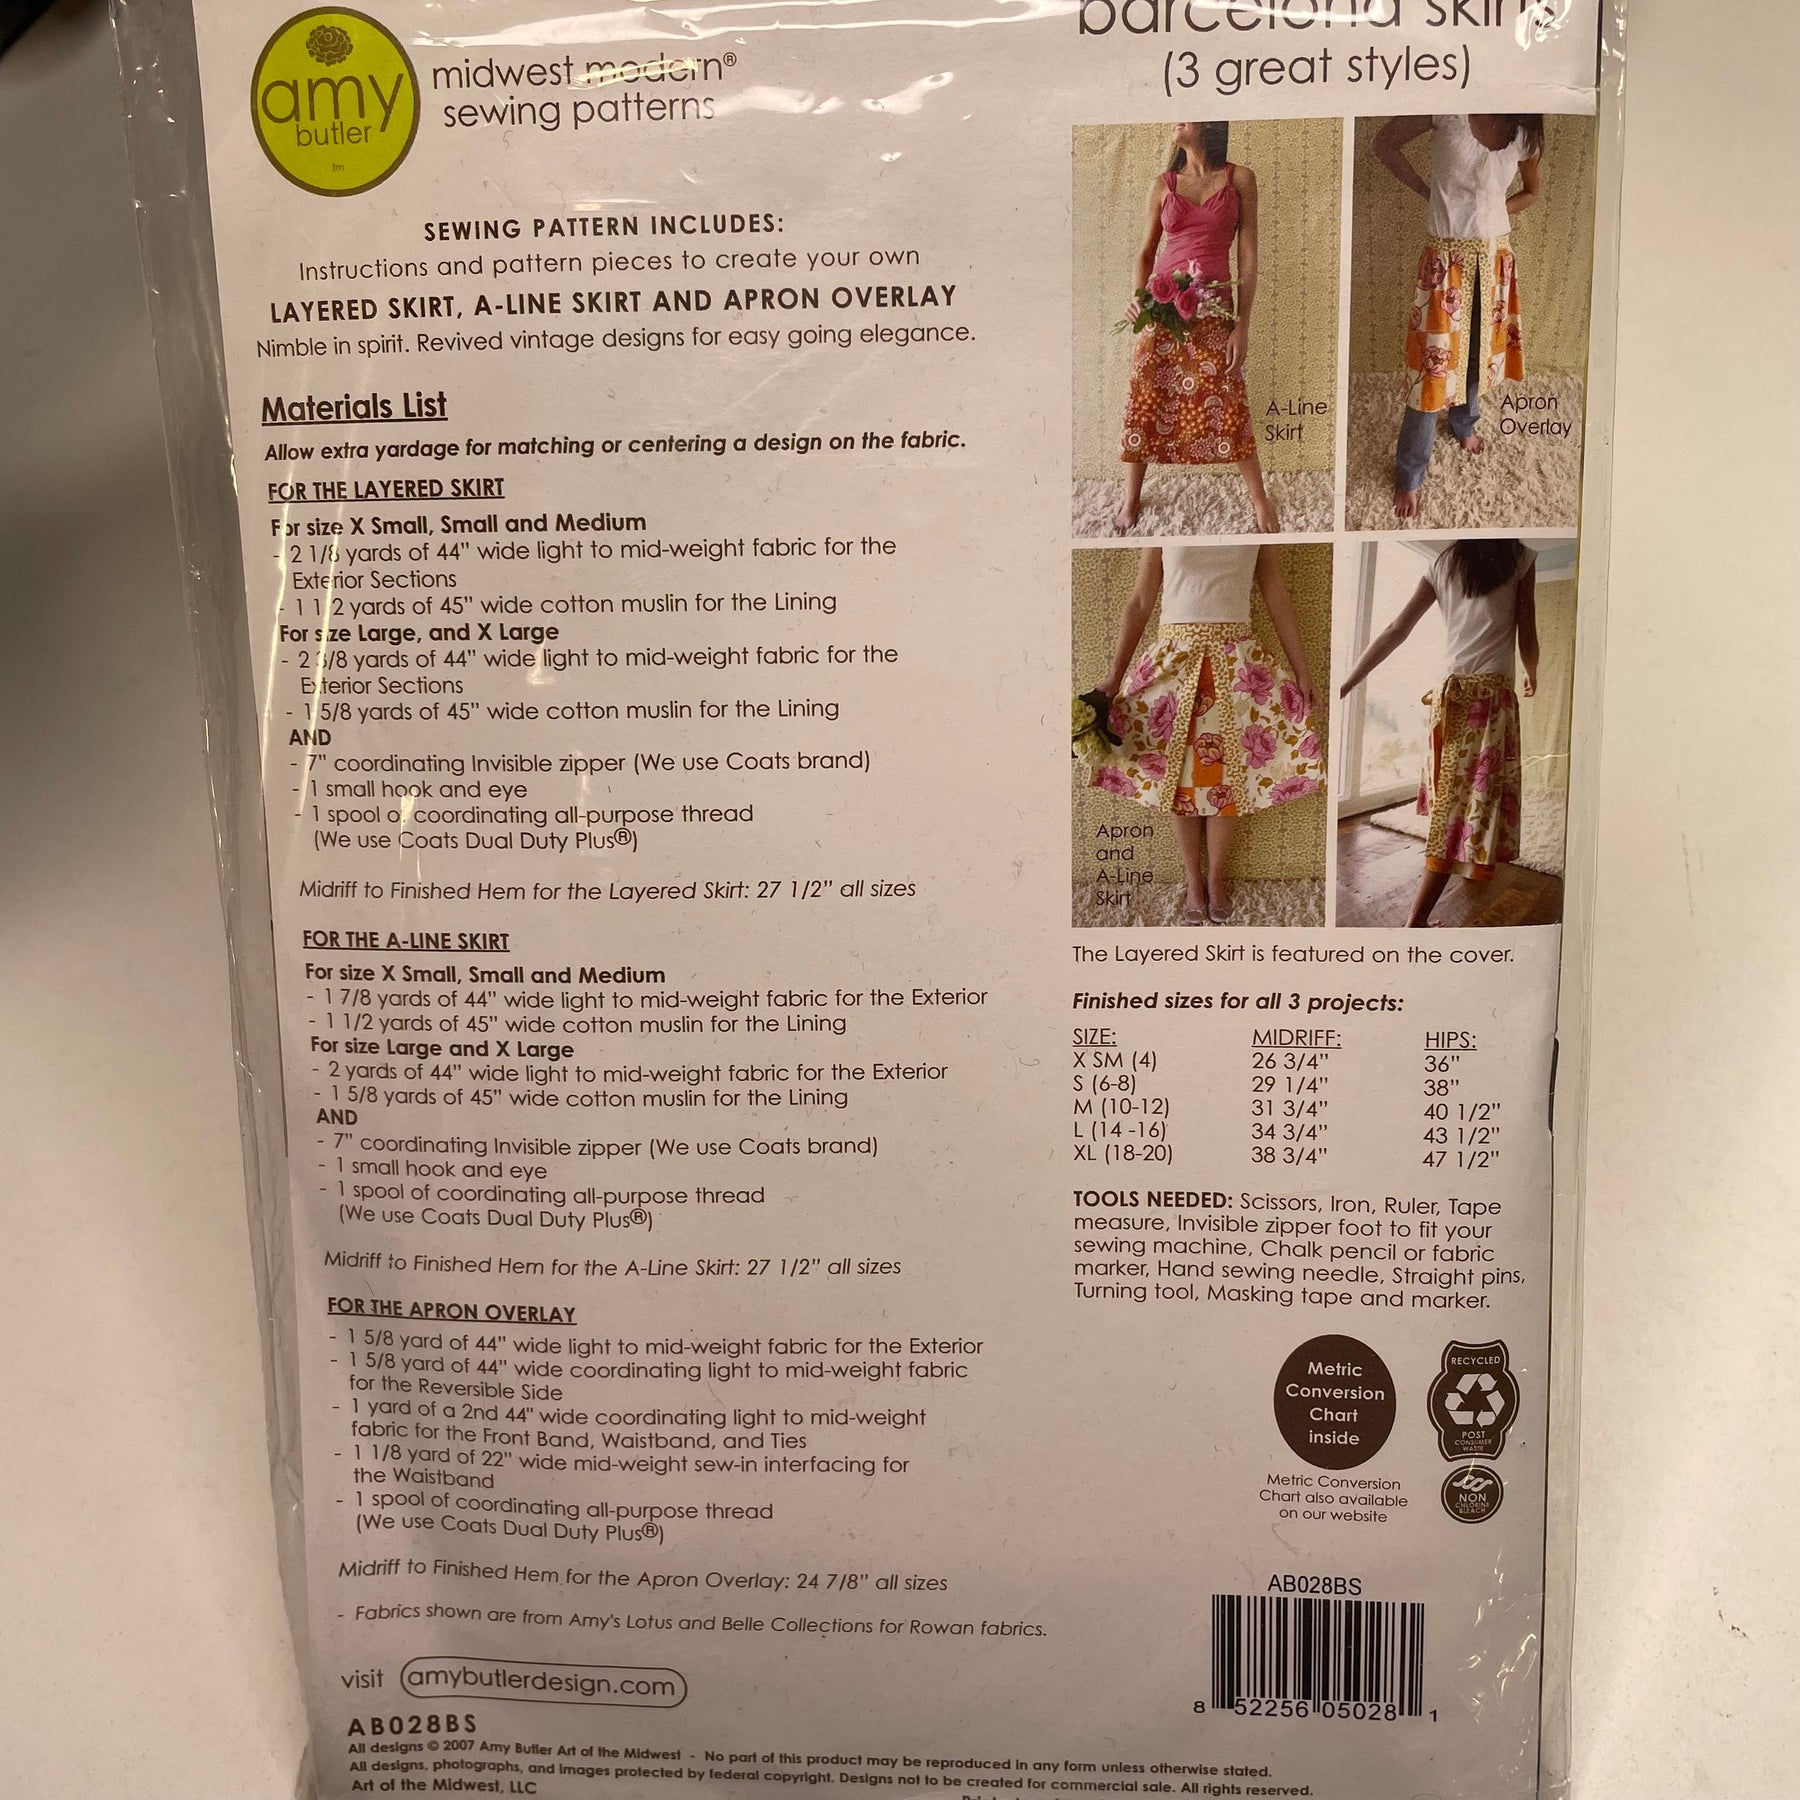 amy
butler
tm
midwest modern®
sewing patterns
SEWING PATTERN INCLUDES:
Instructions and pattern pieces to create your own
LAYERED SKIRT, A-LINE SKIRT AND APRON OVERLAY
Nimble in spirit. Revived vintage designs for easy going elegance.
Materials List
Allow extra yardage for matching or centering a design on the fabric.
FOR THE LAYERED SKIRT
For size X Small, Small and Medium
- 2 1/8 yards of 44" wide light to mid-weight fabric for the
Exterior Sections
- 1 1/2 yards of 45" wide cotton muslin for the Lining
For size Large, and X Large
- 2 3/8 yards of 44" wide light to mid-weight fabric for the
Exterior Sections
- 1 5/8 yards of 45" wide cotton muslin for the Lining
AND
- 7" coordinating Invisible zipper (We use Coats brand)
- 1 small hook and eye
- 1 spool of coordinating all-purpose thread
(We use Coats Dual Duty Plus®)
Midriff to Finished Hem for the Layered Skirt: 27 1/2" all sizes
FOR THE A-LINE SKIRT
For size X Small, Small and Medium
- 1 7/8 yards of 44" wide light to mid-weight fabric for the Exterior
- 1 1/2 yards of 45" wide cotton muslin for the Lining
For size Large and X Large
- 2 yards of 44" wide light to mid-weight fabric for the Exterior
- 1 5/8 yards of 45" wide cotton muslin for the Lining
AND
- 7" coordinating Invisible zipper (We use Coats brand)
- 1 small hook and eye
- 1 spool of coordinating all-purpose thread
(We use Coats Dual Duty Plus®)
Midriff to Finished Hem for the A-Line Skirt: 27 1/2" all sizes
FOR THE APRON OVERLAY
- 1 5/8 yard of 44" wide light to mid-weight fabric for the Exterior
- 1 5/8 yard of 44" wide coordinating light to mid-weight fabric
for the Reversible Side
- 1 yard of a 2nd 44" wide coordinating light to mid-weight
fabric for the Front Band, Waistband, and Ties
- 1 1/8 yard of 22" wide mid-weight sew-in interfacing for
the Waistband
- 1 spool of coordinating all-purpose thread
(We use Coats Dual Duty Plus®)
Midriff to Finished Hem for the Apron Overlay: 24 7/8" all sizes
- Fabrics shown are from Amy's Lotus and Belle Collections for Rowan fabrics.
visit amybutlerdesign.com
AB028BS
All designs © 2007 Amy Butler Art of the Midwest - No part of this product may be reproduced in any form unless otherwise stated.
All designs, photographs, and images protected by federal copyright. Designs not to be created for commercial sale. All rights reserved.
Art of the Midwest, LLC
barcelona skirts
(3 great styles)
A-Line
Skirt
Apron
Overlay
Apron
and
A-Line
Skirt
The Layered Skirt is featured on the cover.
Finished sizes for all 3 projects:
SIZE: MIDRIFF: HIPS:
X SM (4) 26 3/4" 36"
S (6-8) 29 1/4" 38"
M (10-12) 31 3/4" 40 1/2"
L (14 -16) 34 3/4" 43 1/2"
XL (18-20) 38 3/4" 47 1/2"
TOOLS NEEDED: Scissors, Iron, Ruler, Tape
measure, Invisible zipper foot to fit your
sewing machine, Chalk pencil or fabric
marker, Hand sewing needle, Straight pins,
Turning tool, Masking tape and marker.
Metric
Conversion
Chart
inside
Metric Conversion
Chart also available
on our website
RECYCLED
POST
CONSUMER
WASTE
NON
CHLORINE
BLEACH
AB028BS
8 52256 05028 1